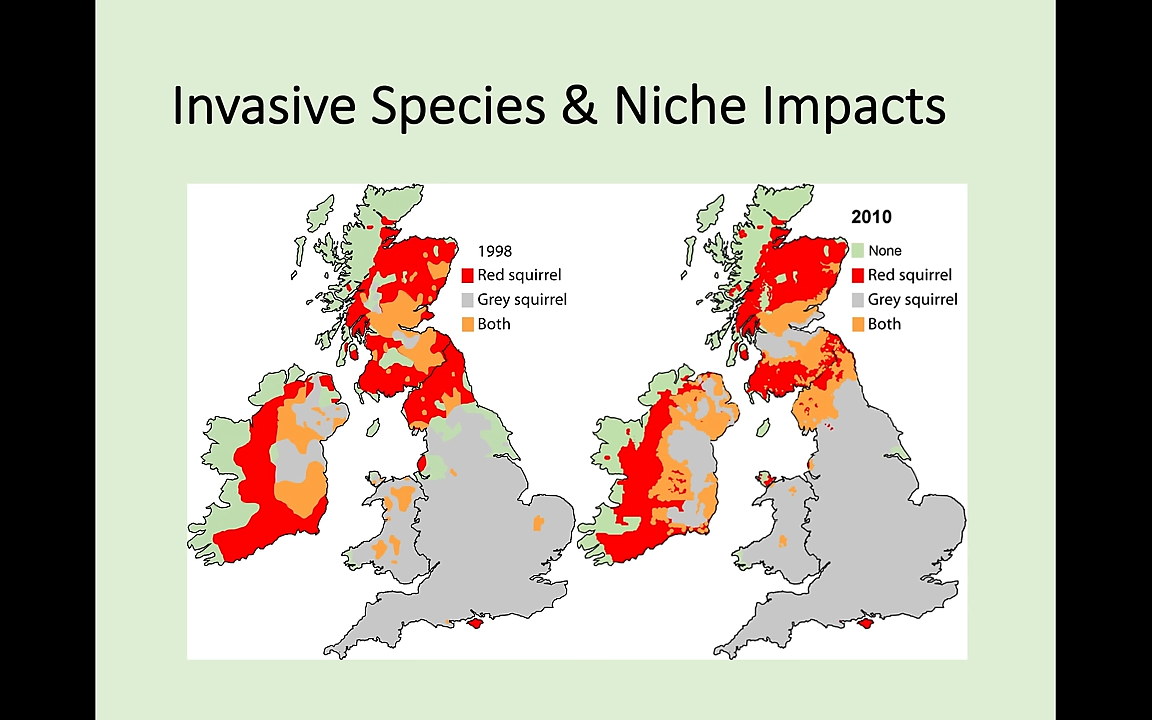 Invasive Species & Niche Impacts
1998
Red squirrel
Grey squirrel
Both
2010
None
Red squirrel
Grey squirrel
Both